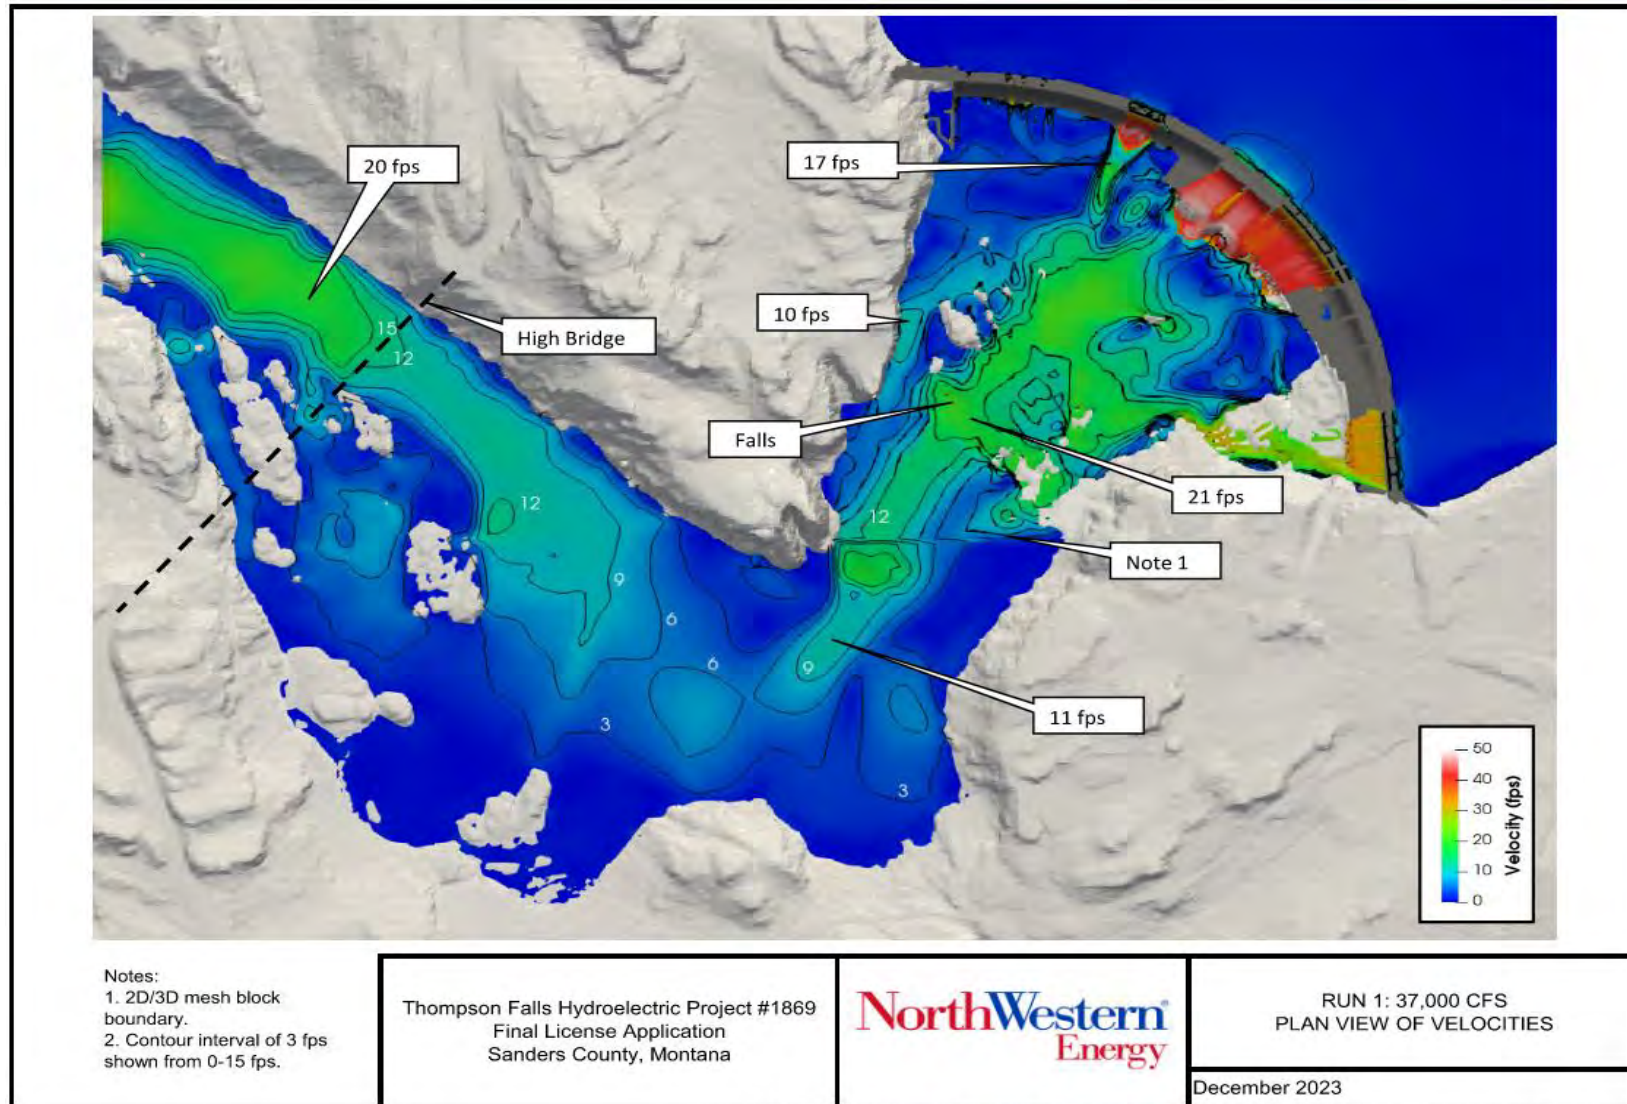 20 fps
17 fps
10 fps
High Bridge
15
12
Falls
21 fps
12
12
Note 1
9
6
6
9
11 fps
3
3
50
40
30
20
10
0
Velocity (fps)
Notes:
1. 2D/3D mesh block
boundary.
2. Contour interval of 3 fps
shown from 0-15 fps.
Thompson Falls Hydroelectric Project #1869
Final License Application
Sanders County, Montana
NorthWestern®
Energy
RUN 1: 37,000 CFS
PLAN VIEW OF VELOCITIES
December 2023